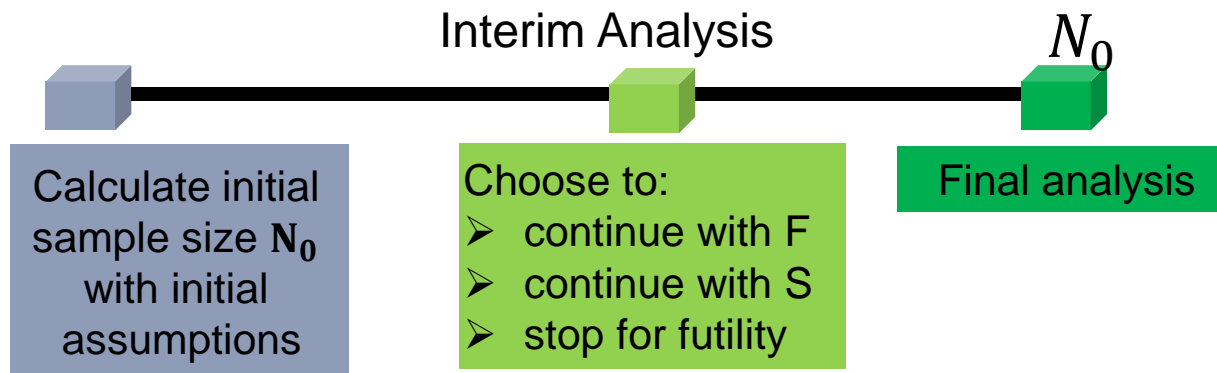 Interim Analysis
N₀
Calculate initial
sample size N₀
with initial
assumptions
Choose to:
➢ continue with F
➢ continue with S
➢ stop for futility
Final analysis